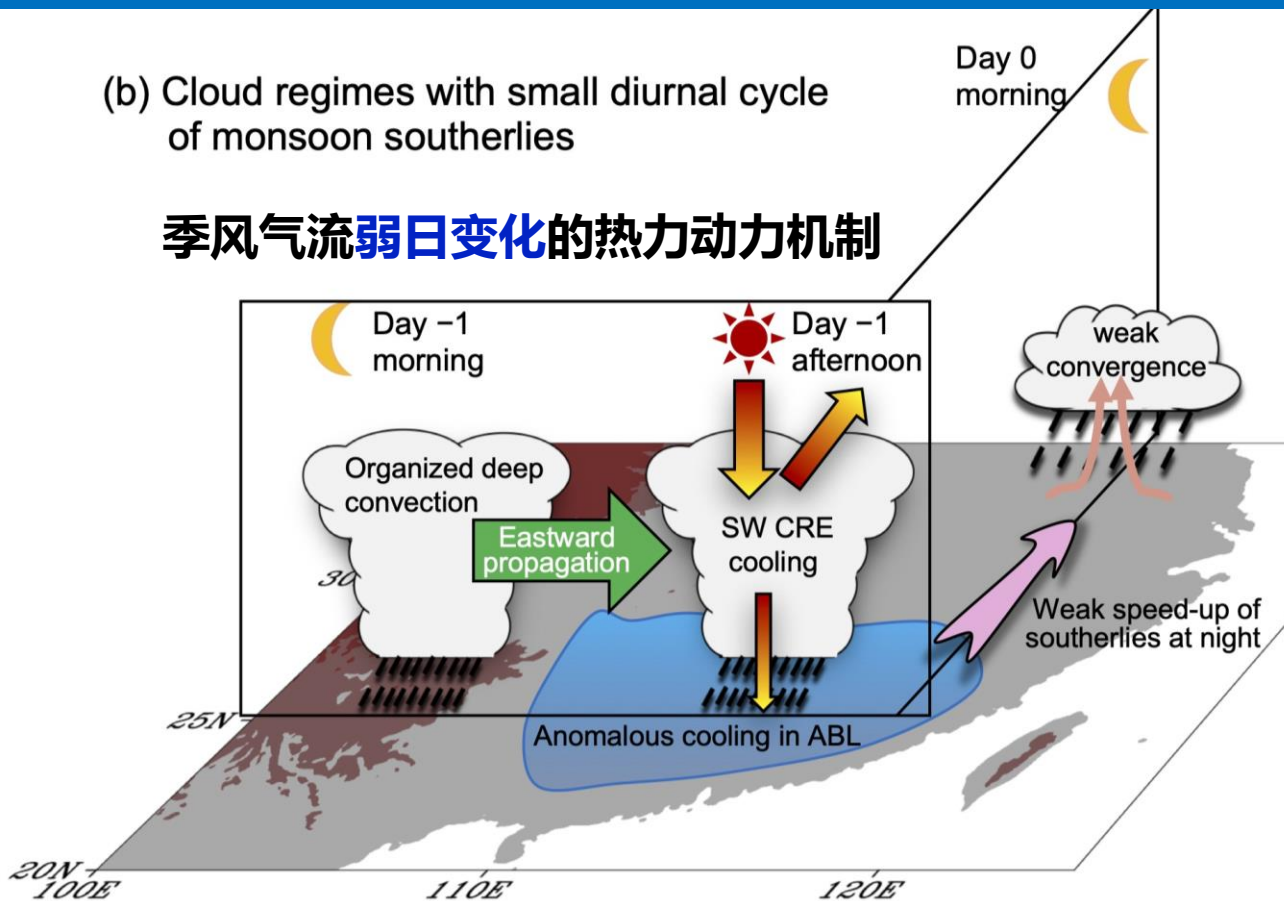 (b) Cloud regimes with small diurnal cycle
of monsoon southerlies
Day 0
morning
季风气流弱日变化的热力动力机制
Day −1
morning
Day −1
afternoon
weak
convergence
Organized deep
convection
Eastward
propagation
SW CRE
cooling
30
Weak speed-up of
southerlies at night
25N
Anomalous cooling in ABL
20N
100E
110E
120E